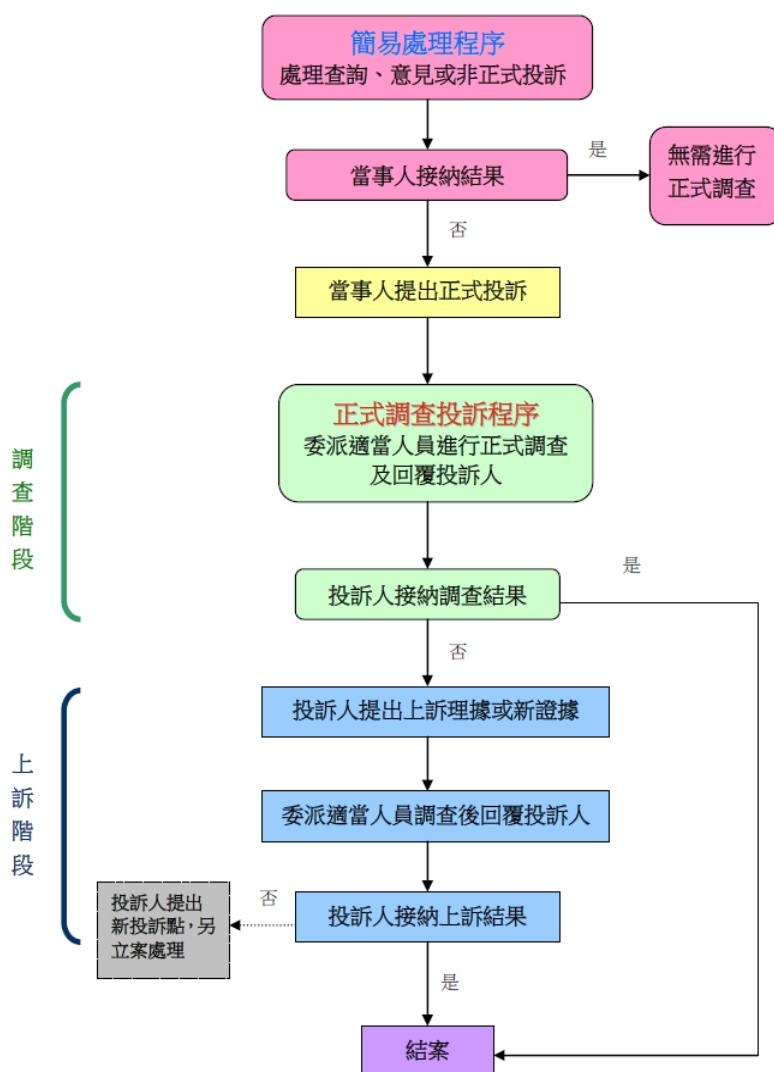 簡易處理程序
處理查詢、意見或非正式投訴
當事人接納結果
是
無需進行
正式調查
否
當事人提出正式投訴
調
查
階
段
正式調查投訴程序
委派適當人員進行正式調查
及回覆投訴人
投訴人接納調查結果
是
否
上
訴
階
段
投訴人提出上訴理據或新證據
委派適當人員調查後回覆投訴人
投訴人接納上訴結果
否
投訴人提出
新投訴點，另
立案處理
是
結案